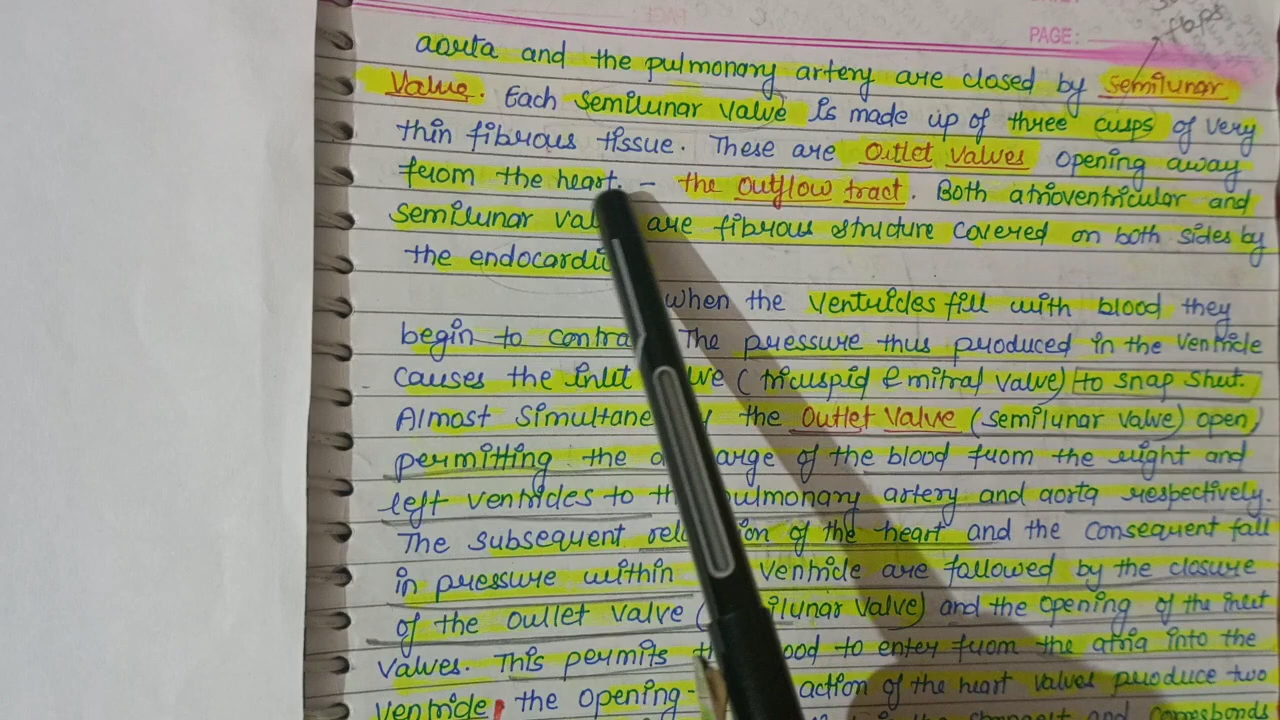 PAGE:
flaps
aorta and the pulmonary artery are closed by semilunar
Valve. Each semilunar valve is made up of three cusps of very
thin fibrous tissue. These are Outlet Valves opening away
from the heart. - the outflow tract. Both atrioventricular and
semilunar val are fibrous structure covered on both sides by
the endocardi
when the ventricles fill with blood they
begin to contra The pressure thus produced in the ventricle
causes the inlet lve (tricuspid & mitral valve) to snap shut.
Almost simultane y the Outlet Valve (semilunar valve) open,
permitting the d arge of the blood from the right and
left ventricles to th pulmonary artery and aorta respectively.
The subsequent rela ion of the heart and the consequent fall
in pressure within ventricle are followed by the closure
of the outlet valve ( ilunar valve) and the opening of the inlet
valves. This permits th ood to enter from the atria into the
ventricle, the opening- action of the heart valves produce two